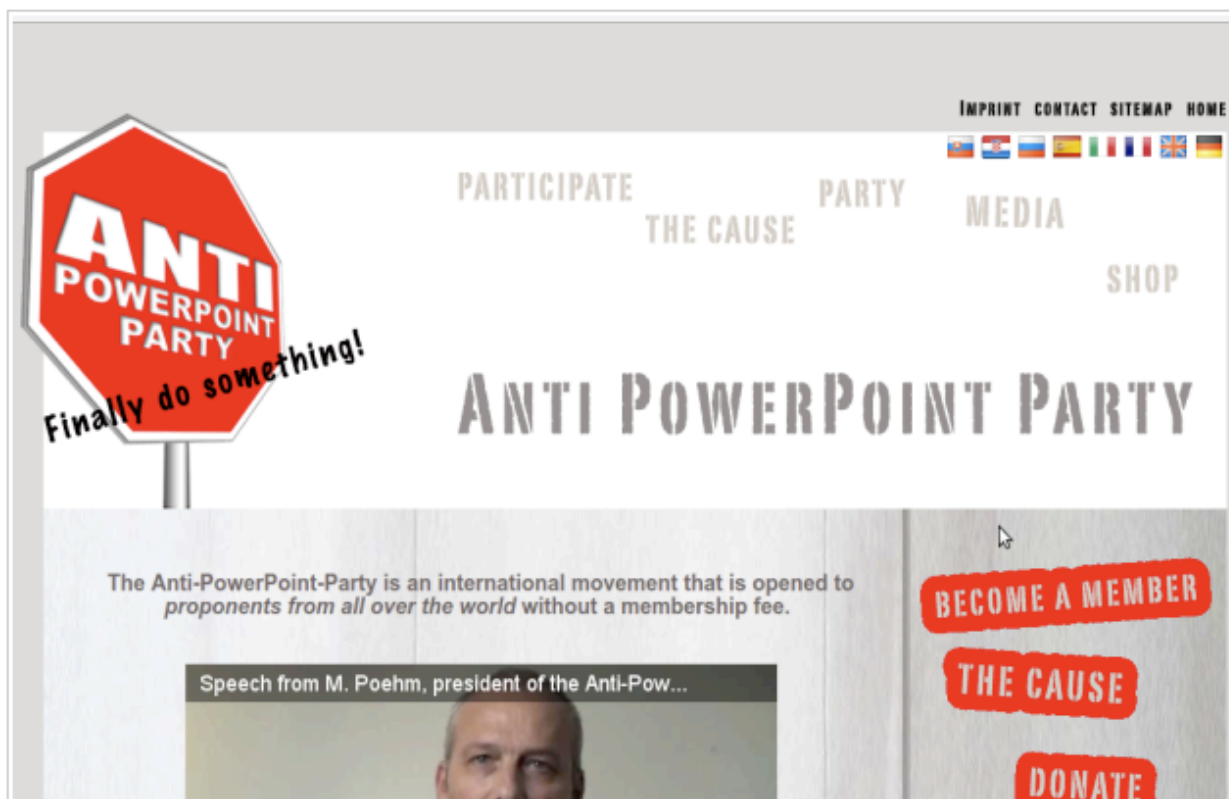 IMPRINT CONTACT SITEMAP HOME
PARTICIPATE
THE CAUSE
PARTY
MEDIA
SHOP
ANTI
POWERPOINT
PARTY
Finally do something!
ANTI POWERPOINT PARTY
The Anti-PowerPoint-Party is an international movement that is opened to
proponents from all over the world without a membership fee.
Speech from M. Poehm, president of the Anti-Pow...
BECOME A MEMBER
THE CAUSE
DONATE